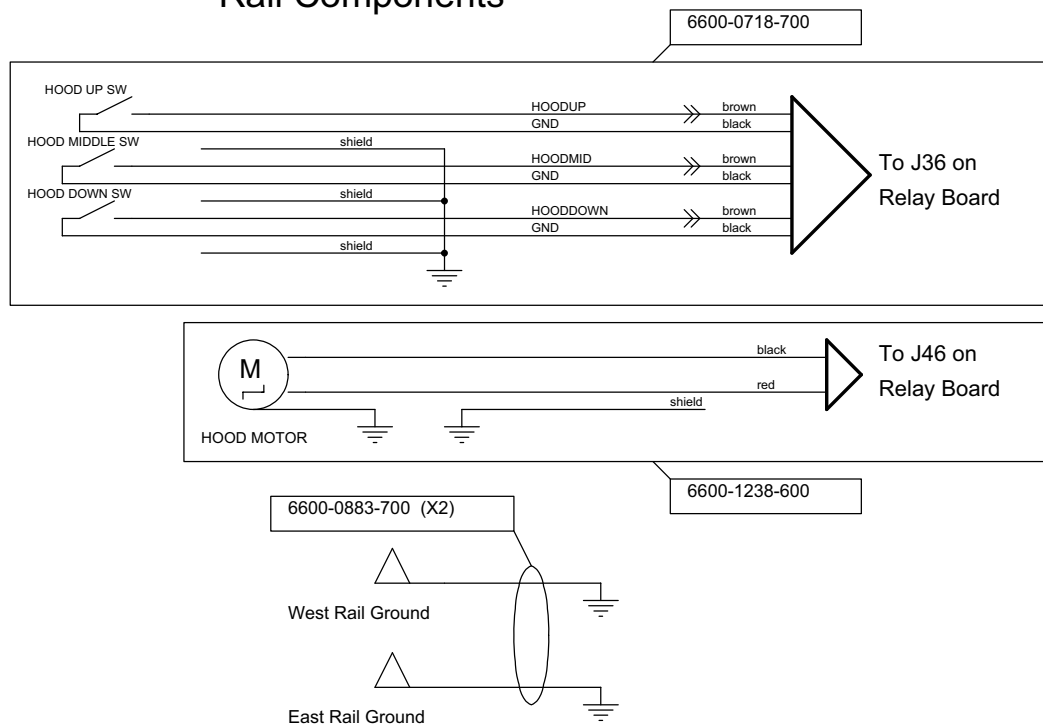 Rail Components
6600-0718-700
HOOD UP SW
HOODUP
brown
GND
black
HOOD MIDDLE SW
shield
HOODMID
brown
GND
black
To J36 on
Relay Board
HOOD DOWN SW
shield
HOODDOWN
brown
GND
black
shield
M
black
red
shield
To J46 on
Relay Board
HOOD MOTOR
6600-1238-600
6600-0883-700 (X2)
West Rail Ground
East Rail Ground